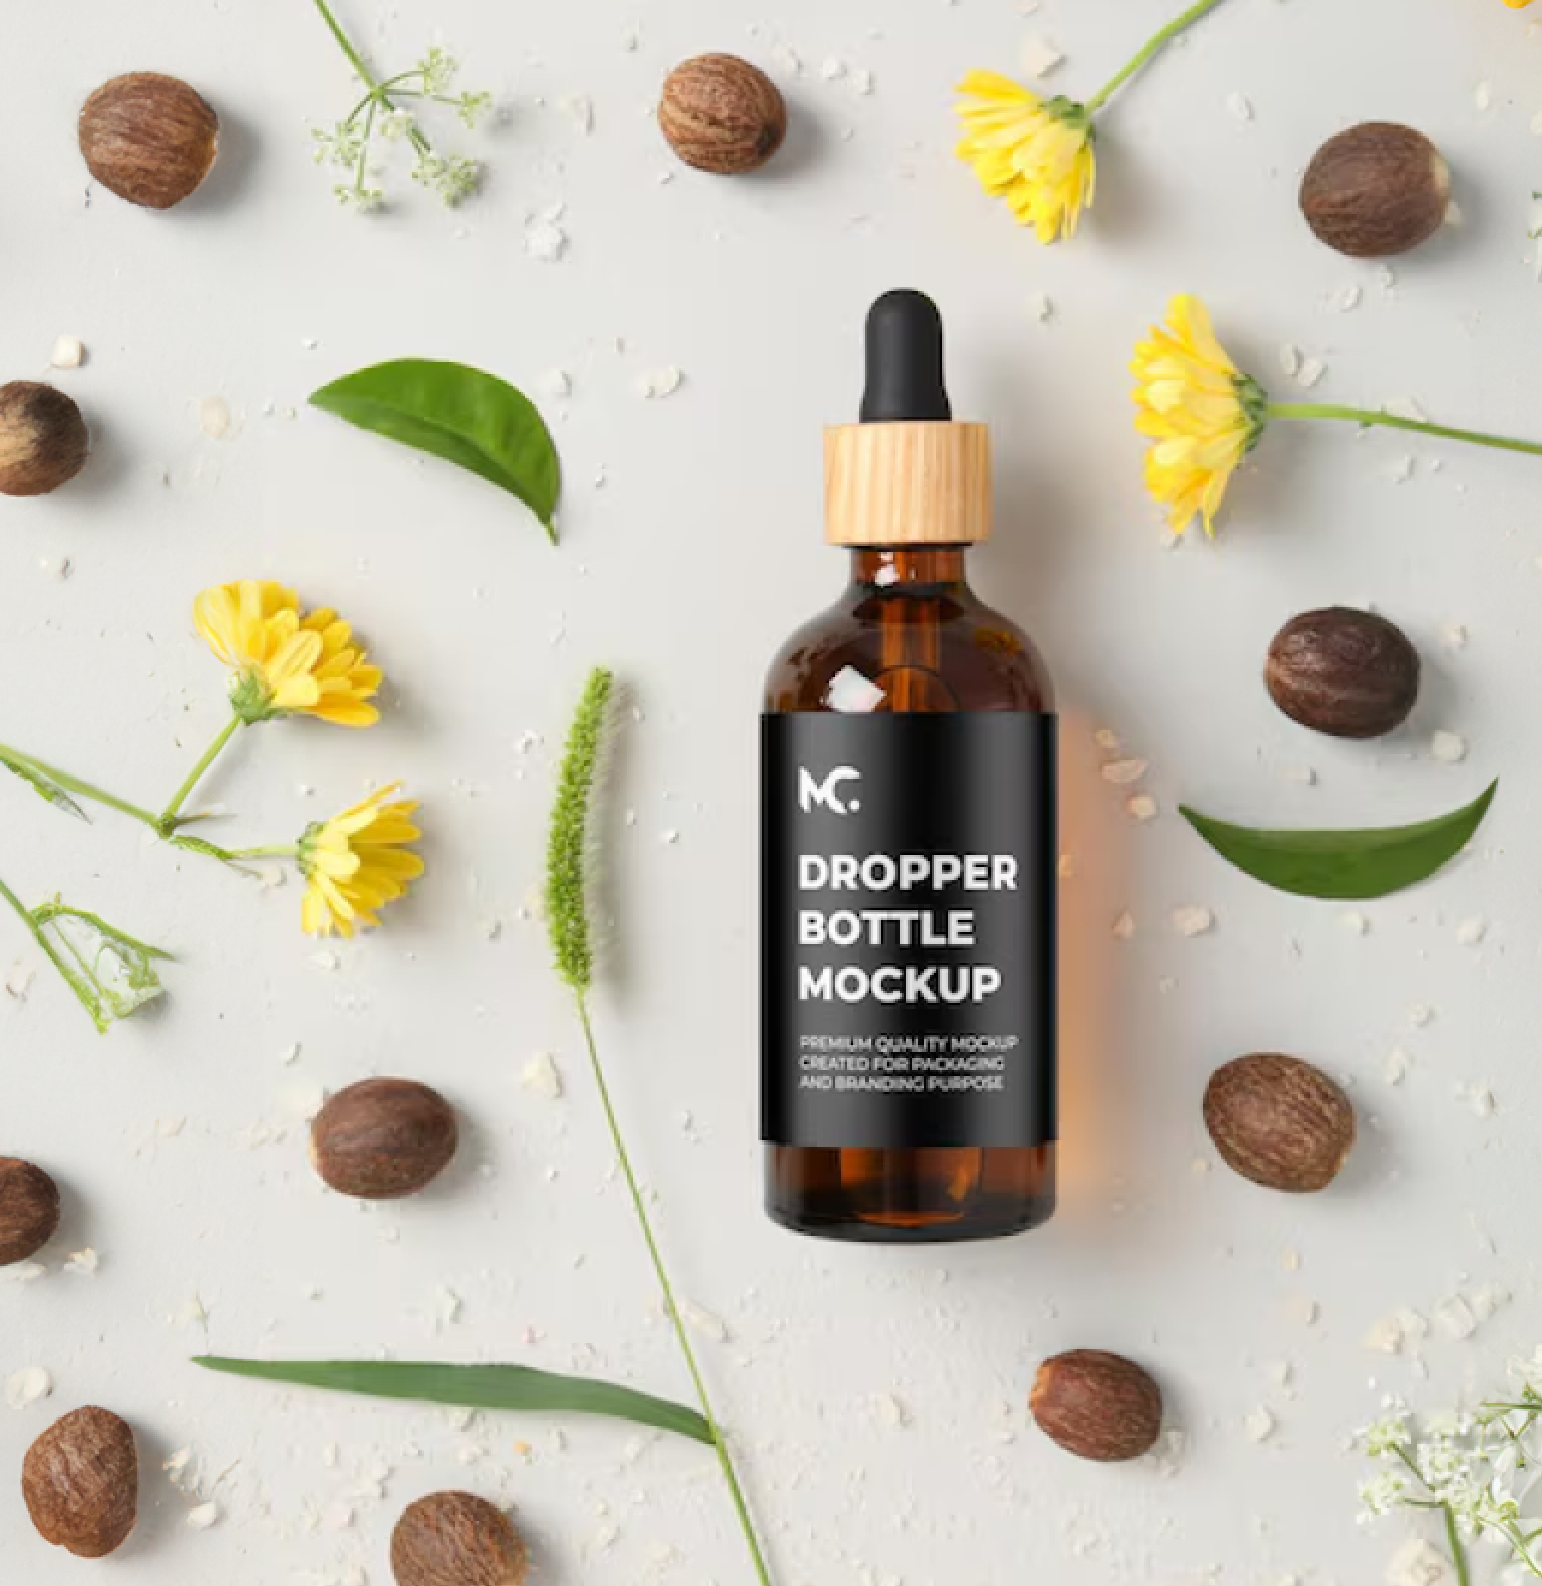 MC.
DROPPER
BOTTLE
MOCKUP
PREMIUM QUALITY MOCKUP
CREATED FOR PACKAGING
AND BRANDING PURPOSE